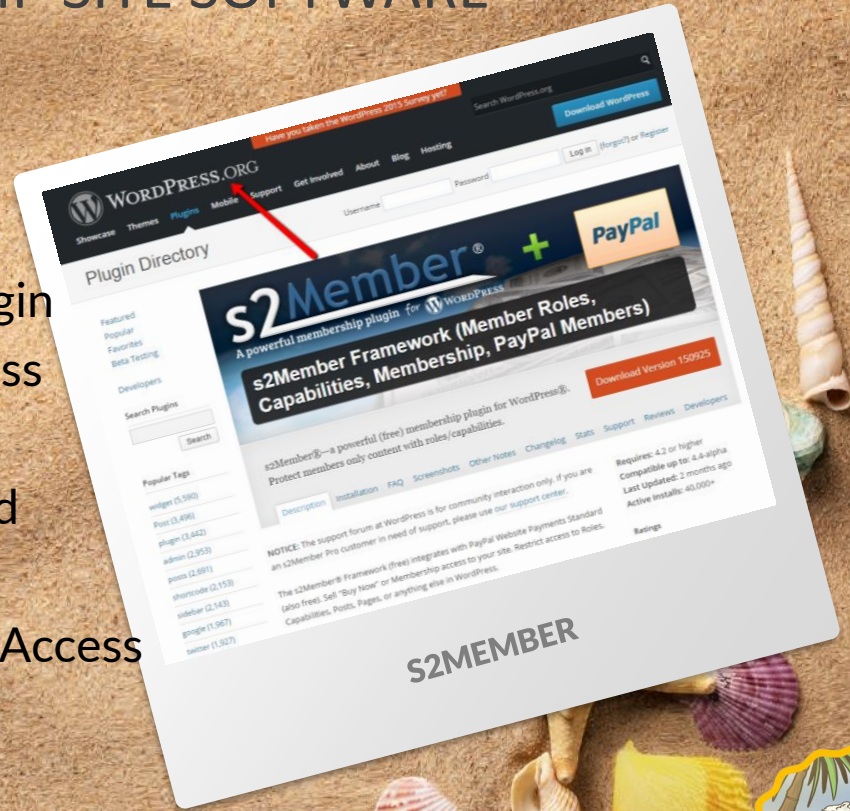 SITE SOFTWARE
Have you taken the WordPress 2015 Survey yet?
Search WordPress.org
WORDPRESS.ORG
Download WordPress
Showcase Themes Plugins Mobile Support Get Involved About Blog Hosting
Username
Password
Log in (forgot?) or Register
Plugin Directory
gin
ss
d
Access
Featured
Popular
Favorites
Beta Testing
Developers
Search Plugins
Search
Popular Tags
widget (5,590)
Post (3,496)
plugin (3,442)
admin (2,953)
posts (2,691)
shortcode (2,153)
sidebar (2,143)
google (1,967)
twitter (1,927)
s2Member®
+
PayPal
A powerful membership plugin for WORDPRESS
s2Member Framework (Member Roles,
Capabilities, Membership, PayPal Members)
Download Version 150925
s2Member®—a powerful (free) membership plugin for WordPress®.
Protect members only content with roles/capabilities.
Description Installation FAQ Screenshots Other Notes Changelog Stats Support Reviews Developers
NOTICE: The support forum at WordPress is for community interaction only. If you are
an s2Member Pro customer in need of support, please use our support center.
The s2Member® Framework (free) integrates with PayPal Website Payments Standard
(also free). Sell "Buy Now" or Membership access to your site. Restrict access to Roles,
Capabilities, Posts, Pages, or anything else in WordPress.
Requires: 4.2 or higher
Compatible up to: 4.4-alpha
Last Updated: 2 months ago
Active Installs: 40,000+
Ratings
S2MEMBER